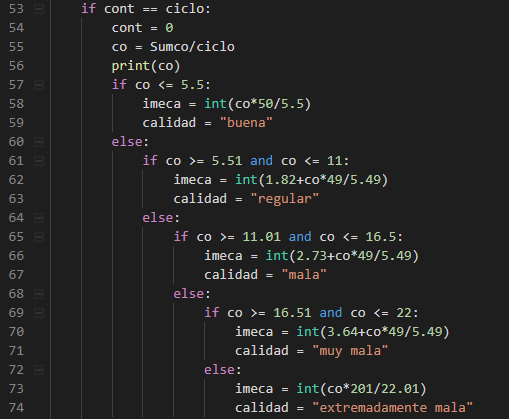 53 if cont == ciclo:
54 cont = 0
55 co = Sumco/ciclo
56 print(co)
57 if co <= 5.5:
58 imeca = int(co*50/5.5)
59 calidad = "buena"
60 else:
61 if co >= 5.51 and co <= 11:
62 imeca = int(1.82+co*49/5.49)
63 calidad = "regular"
64 else:
65 if co >= 11.01 and co <= 16.5:
66 imeca = int(2.73+co*49/5.49)
67 calidad = "mala"
68 else:
69 if co >= 16.51 and co <= 22:
70 imeca = int(3.64+co*49/5.49)
71 calidad = "muy mala"
72 else:
73 imeca = int(co*201/22.01)
74 calidad = "extremadamente mala"